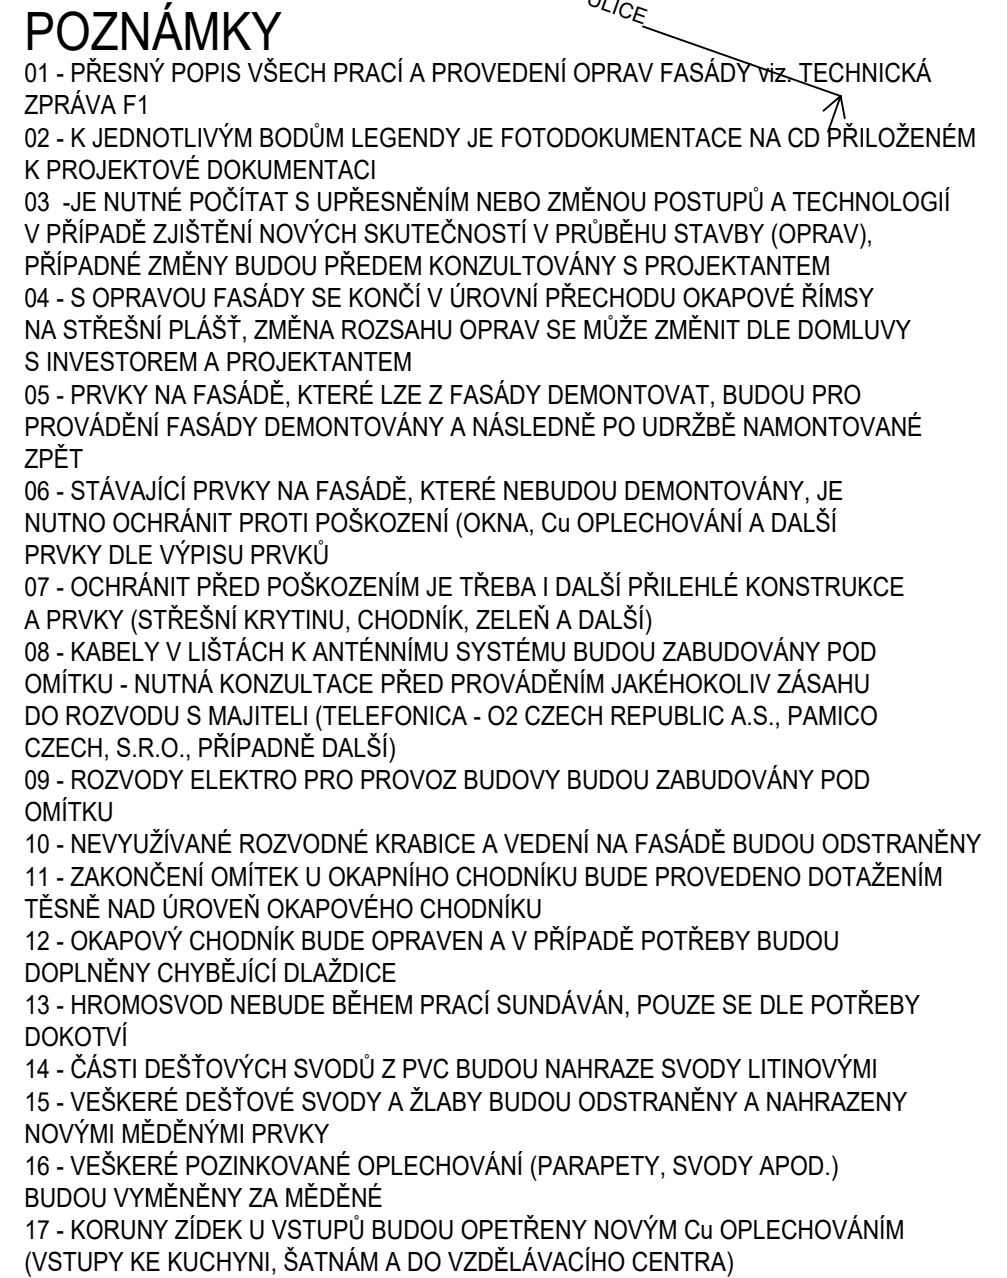 ULICE
POZNÁMKY
01 - PŘESNÝ POPIS VŠECH PRACÍ A PROVEDENÍ OPRAV FASÁDY viz. TECHNICKÁ
ZPRÁVA F1
02 - K JEDNOTLIVÝM BODŮM LEGENDY JE FOTODOKUMENTACE NA CD PŘILOŽENÉM
K PROJEKTOVÉ DOKUMENTACI
03  -JE NUTNÉ POČÍTAT S UPŘESNĚNÍM NEBO ZMĚNOU POSTUPŮ A TECHNOLOGIÍ
V PŘÍPADĚ ZJIŠTĚNÍ NOVÝCH SKUTEČNOSTÍ V PRŮBĚHU STAVBY (OPRAV),
PŘÍPADNÉ ZMĚNY BUDOU PŘEDEM KONZULTOVÁNY S PROJEKTANTEM
04 - S OPRAVOU FASÁDY SE KONČÍ V ÚROVNÍ PŘECHODU OKAPOVÉ ŘÍMSY
NA STŘEŠNÍ PLÁŠŤ, ZMĚNA ROZSAHU OPRAV SE MŮŽE ZMĚNIT DLE DOMLUVY
S INVESTOREM A PROJEKTANTEM
05 - PRVKY NA FASÁDĚ, KTERÉ LZE Z FASÁDY DEMONTOVAT, BUDOU PRO
PROVÁDĚNÍ FASÁDY DEMONTOVÁNY A NÁSLEDNĚ PO UDRŽBĚ NAMONTOVANÉ
ZPĚT
06 - STÁVAJÍCÍ PRVKY NA FASÁDĚ, KTERÉ NEBUDOU DEMONTOVÁNY, JE
NUTNO OCHRÁNIT PROTI POŠKOZENÍ (OKNA, Cu OPLECHOVÁNÍ A DALŠÍ
PRVKY DLE VÝPISU PRVKŮ
07 - OCHRÁNIT PŘED POŠKOZENÍM JE TŘEBA I DALŠÍ PŘILEHLÉ KONSTRUKCE
A PRVKY (STŘEŠNÍ KRYTINU, CHODNÍK, ZELEŇ A DALŠÍ)
08 - KABELY V LIŠTÁCH K ANTÉNNÍMU SYSTÉMU BUDOU ZABUDOVÁNY POD
OMÍTKU - NUTNÁ KONZULTACE PŘED PROVÁDĚNÍM JAKÉHOKOLIV ZÁSAHU
DO ROZVODU S MAJITELI (TELEFONICA - O2 CZECH REPUBLIC A.S., PAMICO
CZECH, S.R.O., PŘÍPADNĚ DALŠÍ)
09 - ROZVODY ELEKTRO PRO PROVOZ BUDOVY BUDOU ZABUDOVÁNY POD
OMÍTKU
10 - NEVYUŽÍVANÉ ROZVODNÉ KRABICE A VEDENÍ NA FASÁDĚ BUDOU ODSTRANĚNY
11 - ZAKONČENÍ OMÍTEK U OKAPNÍHO CHODNÍKU BUDE PROVEDENO DOTAŽENÍM
TĚSNĚ NAD ÚROVEŇ OKAPOVÉHO CHODNÍKU
12 - OKAPOVÝ CHODNÍK BUDE OPRAVEN A V PŘÍPADĚ POTŘEBY BUDOU
DOPLNĚNY CHYBĚJÍCÍ DLAŽDICE
13 - HROMOSVOD NEBUDE BĚHEM PRACÍ SUNDÁVÁN, POUZE SE DLE POTŘEBY
DOKOTVÍ
14 - ČÁSTI DEŠŤOVÝCH SVODŮ Z PVC BUDOU NAHRAZE SVODY LITINOVÝMI
15 - VEŠKERÉ DEŠŤOVÉ SVODY A ŽLABY BUDOU ODSTRANĚNY A NAHRAZENY
NOVÝMI MĚDĚNÝMI PRVKY
16 - VEŠKERÉ POZINKOVANÉ OPLECHOVÁNÍ (PARAPETY, SVODY APOD.)
BUDOU VYMĚNĚNY ZA MĚDĚNÉ
17 - KORUNY ZÍDEK U VSTUPŮ BUDOU OPETŘENY NOVÝM Cu OPLECHOVÁNÍM
(VSTUPY KE KUCHYNI, ŠATNÁM A DO VZDĚLÁVACÍHO CENTRA)